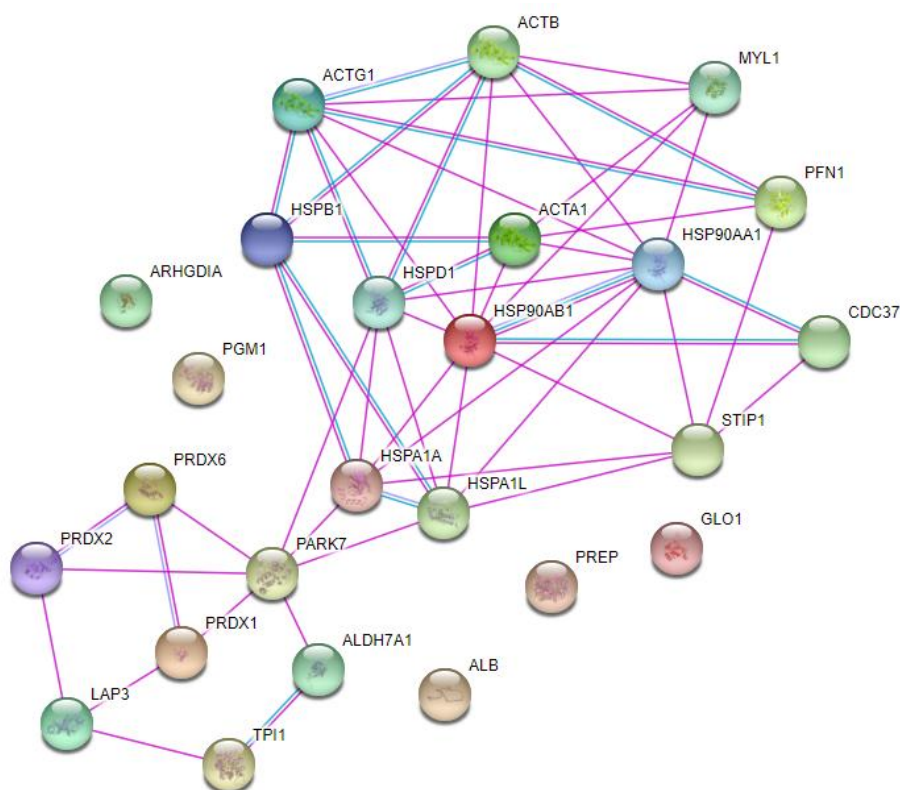 ACTB
MYL1
ACTG1
PFN1
HSPB1
ACTA1
HSP90AA1
ARHGDIA
HSPD1
HSP90AB1
CDC37
PGM1
STIP1
PRDX6
HSPA1A
HSPA1L
GLO1
PRDX2
PARK7
PREP
PRDX1
ALDH7A1
ALB
LAP3
TPI1